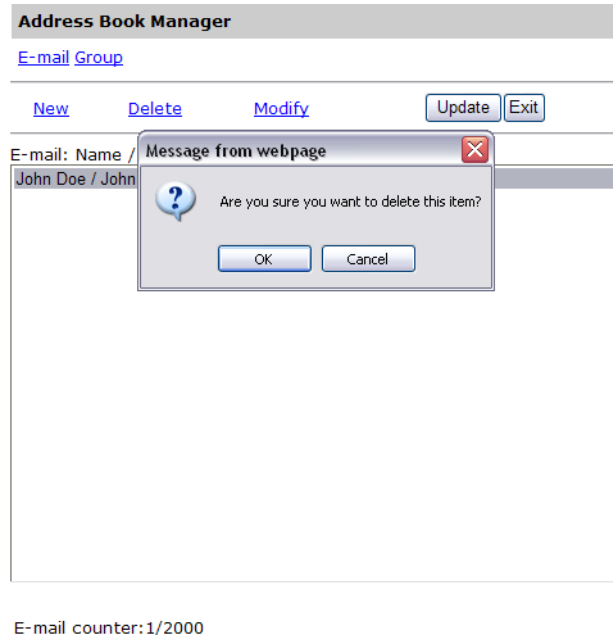 Address Book Manager
E-mail Group
New Delete Modify Update Exit
E-mail: Name /
John Doe / John
Message from webpage
Are you sure you want to delete this item?
OK Cancel
E-mail counter:1/2000